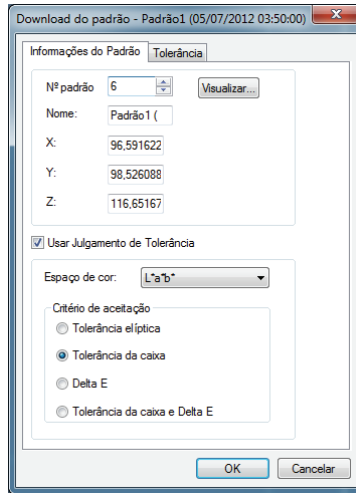 Download do padrão - Padrão1 (05/07/2012 03:50:00)
Informações do Padrão Tolerância
Nº padrão 6 Visualizar...
Nome: Padrão1 (
X: 96,591622
Y: 98,526088
Z: 116,65167
Usar Julgamento de Tolerância
Espaço de cor: L*a*b*
Critério de aceitação
Tolerância elíptica
Tolerância da caixa
Delta E
Tolerância da caixa e Delta E
OK Cancelar